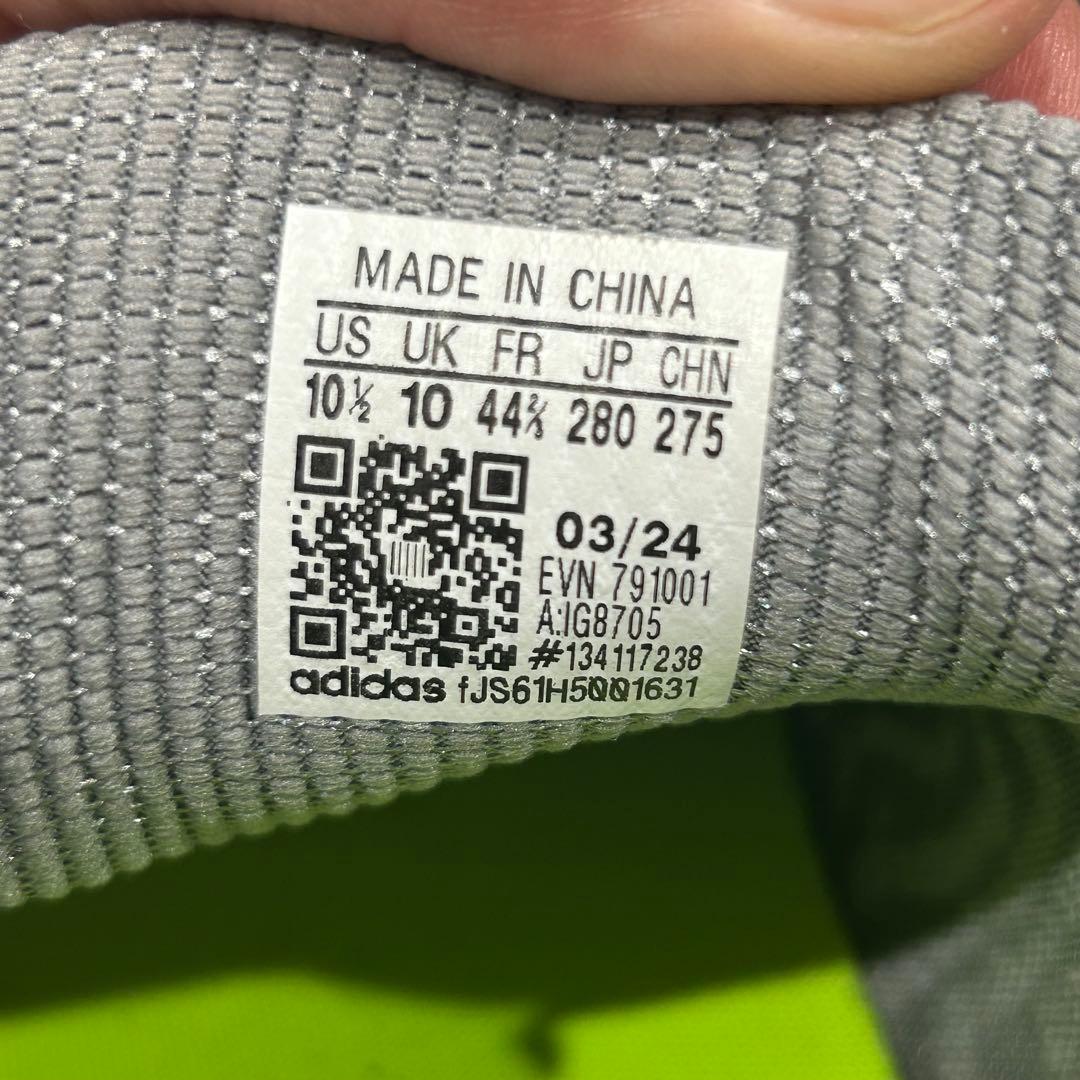 MADE IN CHINA
US UK FR JP CHN
10½ 10 44⅔ 280 275
03/24
EVN 791001
A:IG8705
#134117238
adidas fJS61H5001631